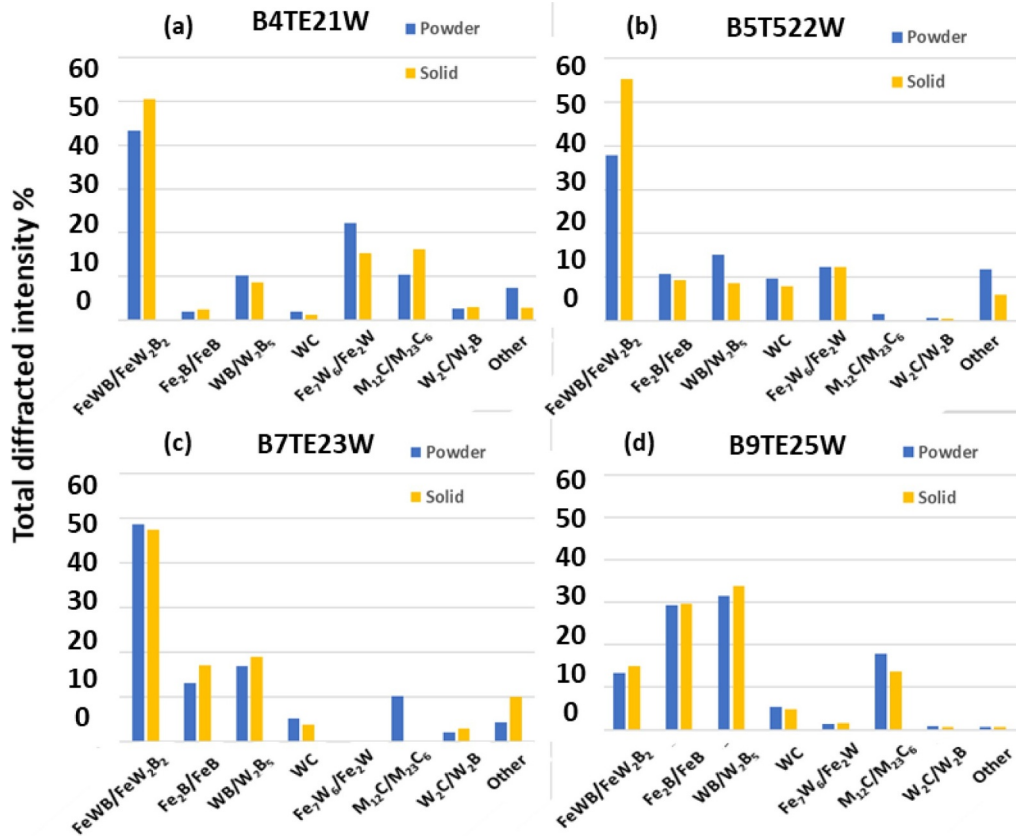 Total diffracted intensity %
(a) B4TE21W
Powder
Solid
60
50
40
30
20
10
0
FeWB/FeW₂B₂
Fe₂B/FeB
WB/W₂B₅
WC
Fe₇W₆/Fe₂W
M₁₂C/M₂₃C₆
W₂C/W₂B
Other
(b) B5T522W
Powder
Solid
60
50
40
30
20
10
0
FeWB/FeW₂B₂
Fe₂B/FeB
WB/W₂B₅
WC
Fe₇W₆/Fe₂W
M₁₂C/M₂₃C₆
W₂C/W₂B
Other
(c) B7TE23W
Powder
Solid
60
50
40
30
20
10
0
FeWB/FeW₂B₂
Fe₂B/FeB
WB/W₂B₅
WC
Fe₇W₆/Fe₂W
M₁₂C/M₂₃C₆
W₂C/W₂B
Other
(d) B9TE25W
Powder
Solid
60
50
40
30
20
10
0
FeWB/FeW₂B₂
Fe₂B/FeB
WB/W₂B₅
WC
Fe₇W₆/Fe₂W
M₁₂C/M₂₃C₆
W₂C/W₂B
Other